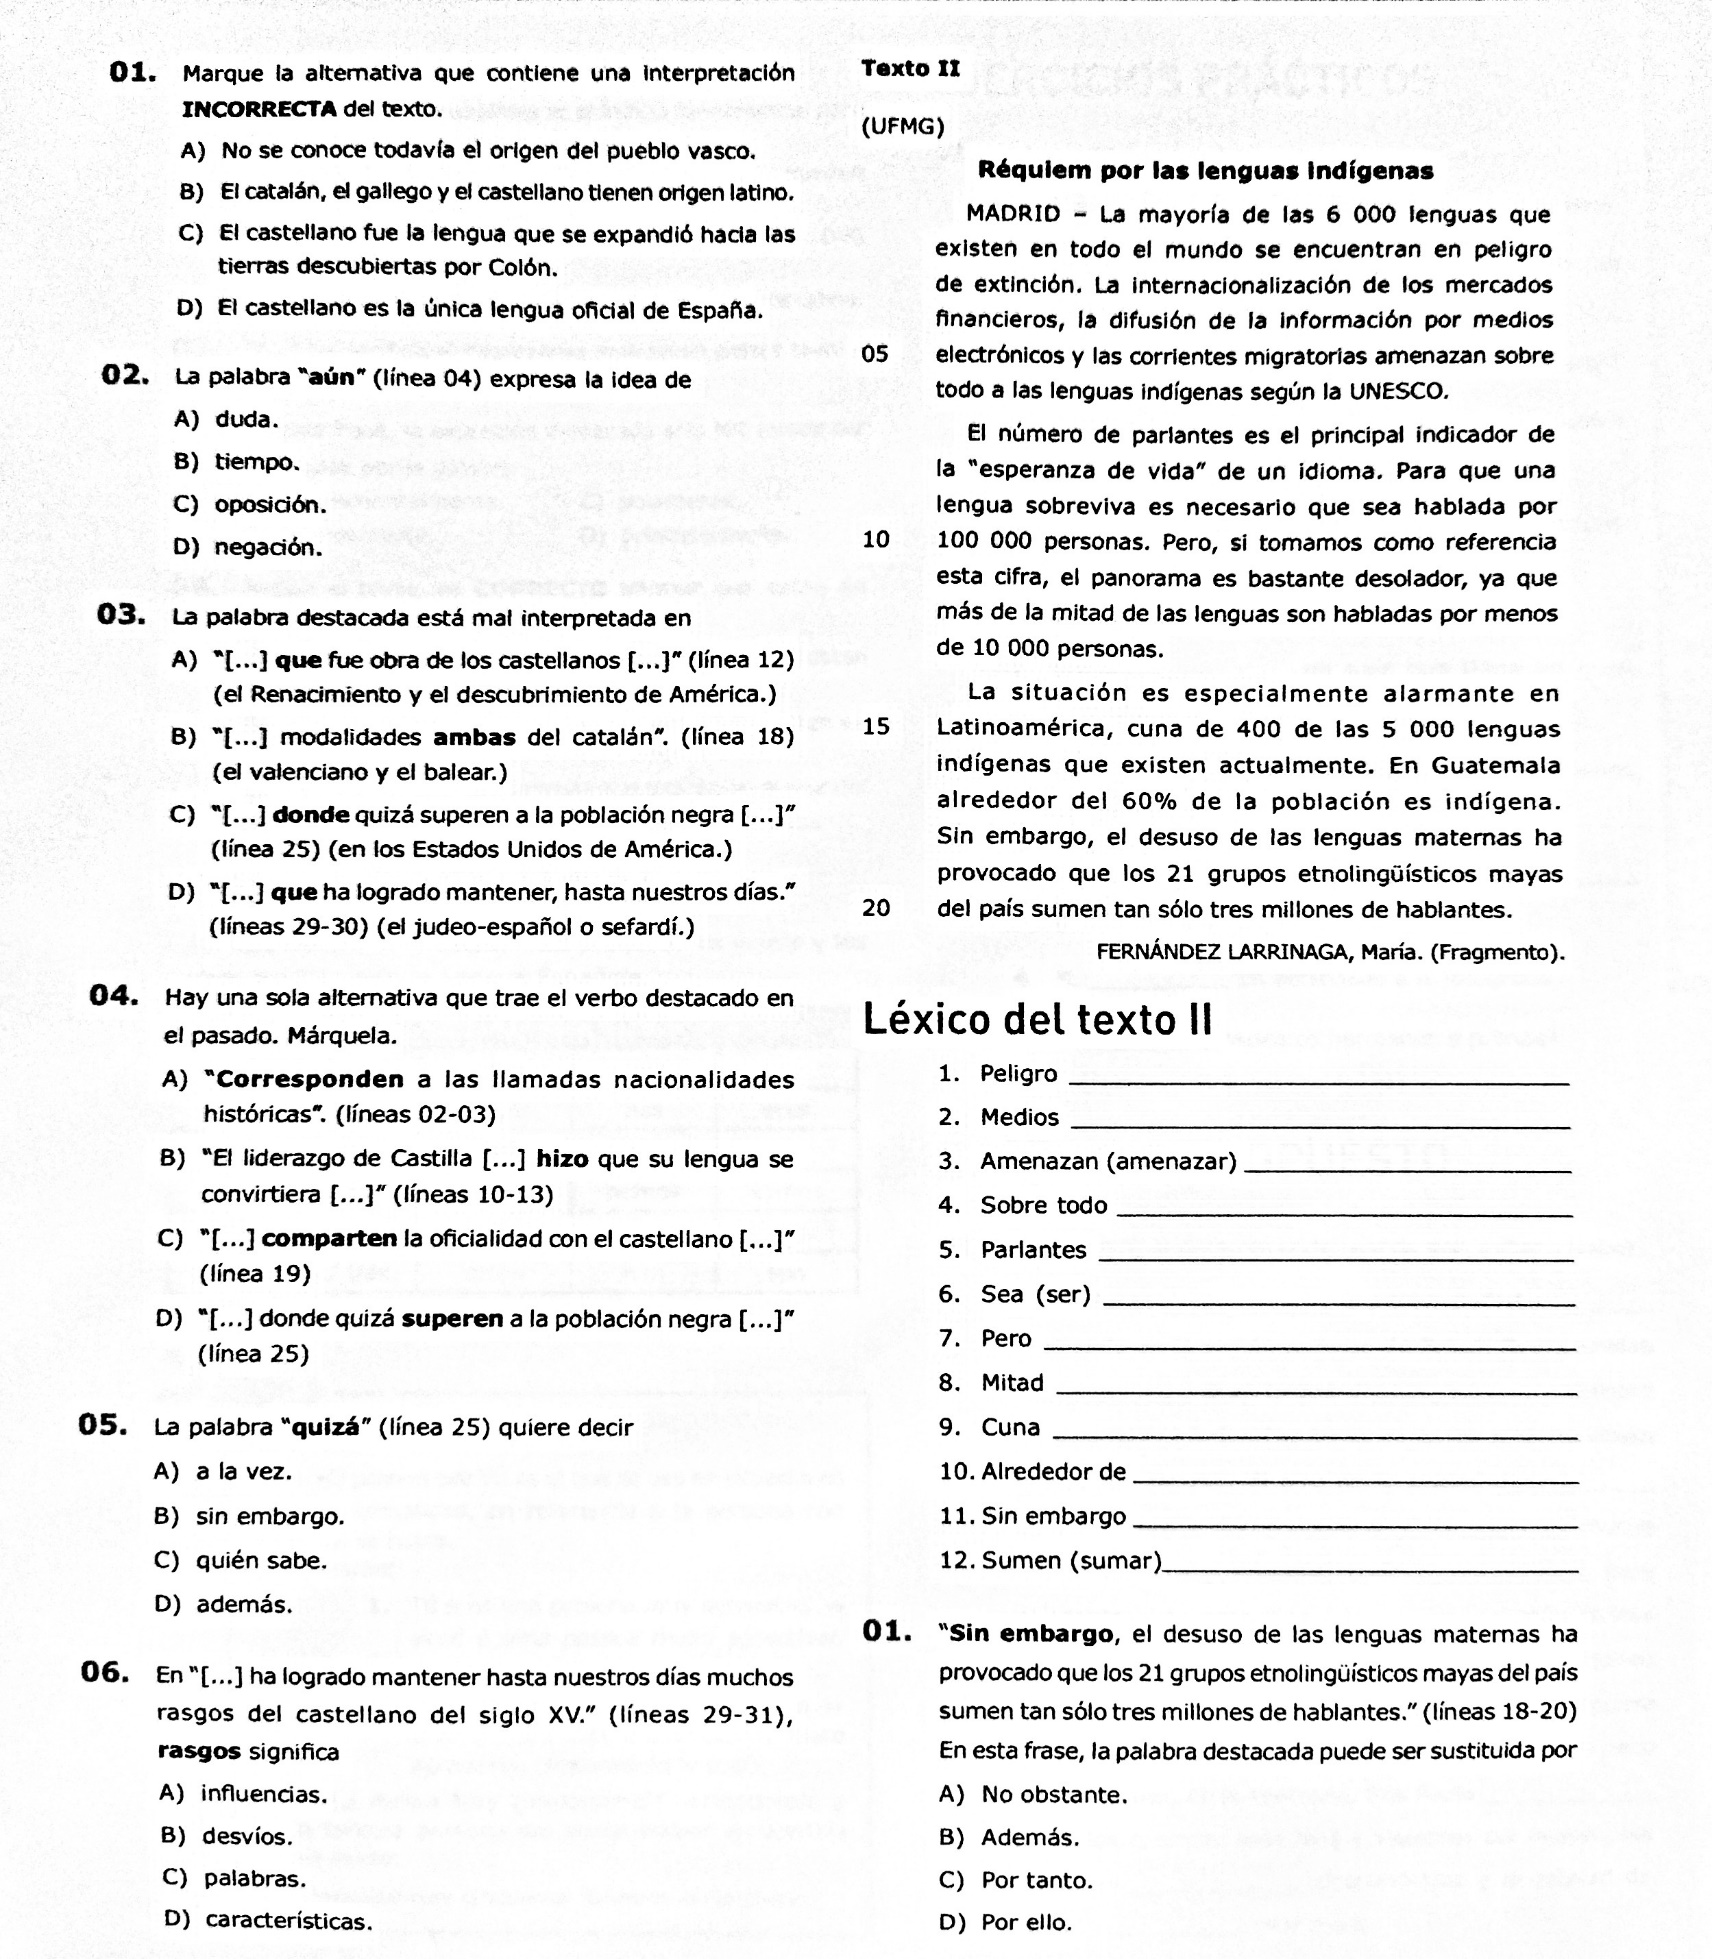 01. Marque la alternativa que contiene una interpretación
INCORRECTA del texto.
A) No se conoce todavía el origen del pueblo vasco.
B) El catalán, el gallego y el castellano tienen origen latino.
C) El castellano fue la lengua que se expandió hacia las
tierras descubiertas por Colón.
D) El castellano es la única lengua oficial de España.
02. La palabra "aún" (línea 04) expresa la idea de
A) duda.
B) tiempo.
C) oposición.
D) negación.
03. La palabra destacada está mal interpretada en
A) "[...] que fue obra de los castellanos [...]" (línea 12)
(el Renacimiento y el descubrimiento de América.)
B) "[...] modalidades ambas del catalán". (línea 18)
(el valenciano y el balear.)
C) "[...] donde quizá superen a la población negra [...]"
(línea 25) (en los Estados Unidos de América.)
D) "[...] que ha logrado mantener, hasta nuestros días."
(líneas 29-30) (el judeo-español o sefardí.)
04. Hay una sola alternativa que trae el verbo destacado en
el pasado. Márquela.
A) "Corresponden a las llamadas nacionalidades
históricas". (líneas 02-03)
B) "El liderazgo de Castilla [...] hizo que su lengua se
convirtiera [...]" (líneas 10-13)
C) "[...] comparten la oficialidad con el castellano [...]"
(línea 19)
D) "[...] donde quizá superen a la población negra [...]"
(línea 25)
05. La palabra "quizá" (línea 25) quiere decir
A) a la vez.
B) sin embargo.
C) quién sabe.
D) además.
06. En "[...] ha logrado mantener hasta nuestros días muchos
rasgos del castellano del siglo XV." (líneas 29-31),
rasgos significa
A) influencias.
B) desvíos.
C) palabras.
D) características.
Texto II
(UFMG)
Réquiem por las lenguas indígenas
MADRID – La mayoría de las 6 000 lenguas que
existen en todo el mundo se encuentran en peligro
de extinción. La internacionalización de los mercados
financieros, la difusión de la información por medios
05 electrónicos y las corrientes migratorias amenazan sobre
todo a las lenguas indígenas según la UNESCO.
El número de parlantes es el principal indicador de
la "esperanza de vida" de un idioma. Para que una
lengua sobreviva es necesario que sea hablada por
10 100 000 personas. Pero, si tomamos como referencia
esta cifra, el panorama es bastante desolador, ya que
más de la mitad de las lenguas son habladas por menos
de 10 000 personas.
La situación es especialmente alarmante en
15 Latinoamérica, cuna de 400 de las 5 000 lenguas
indígenas que existen actualmente. En Guatemala
alrededor del 60% de la población es indígena.
Sin embargo, el desuso de las lenguas maternas ha
provocado que los 21 grupos etnolingüísticos mayas
20 del país sumen tan sólo tres millones de hablantes.
FERNÁNDEZ LARRINAGA, María. (Fragmento).
Léxico del texto II
1. Peligro
2. Medios
3. Amenazan (amenazar)
4. Sobre todo
5. Parlantes
6. Sea (ser)
7. Pero
8. Mitad
9. Cuna
10. Alrededor de
11. Sin embargo
12. Sumen (sumar)
01. "Sin embargo, el desuso de las lenguas maternas ha
provocado que los 21 grupos etnolingüísticos mayas del país
sumen tan sólo tres millones de hablantes." (líneas 18-20)
En esta frase, la palabra destacada puede ser sustituida por
A) No obstante.
B) Además.
C) Por tanto.
D) Por ello.